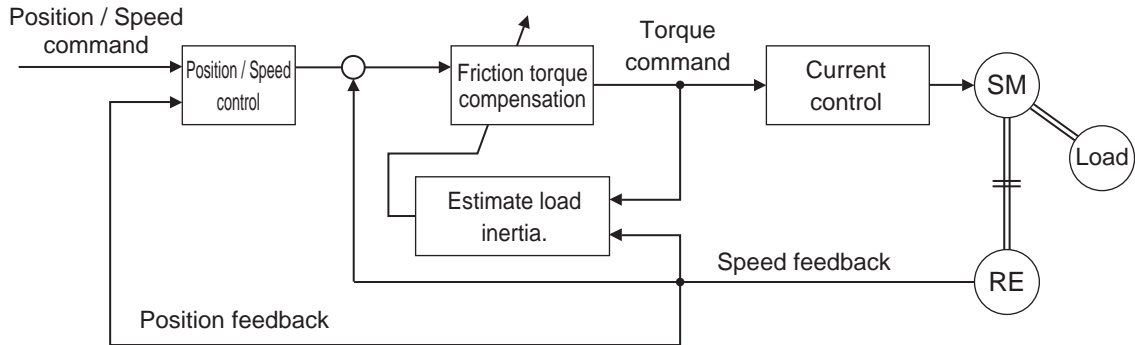 Position / Speed
command
Position / Speed
control
Friction torque
compensation
Torque
command
Current
control
SM
Load
Estimate load
inertia.
Speed feedback
RE
Position feedback